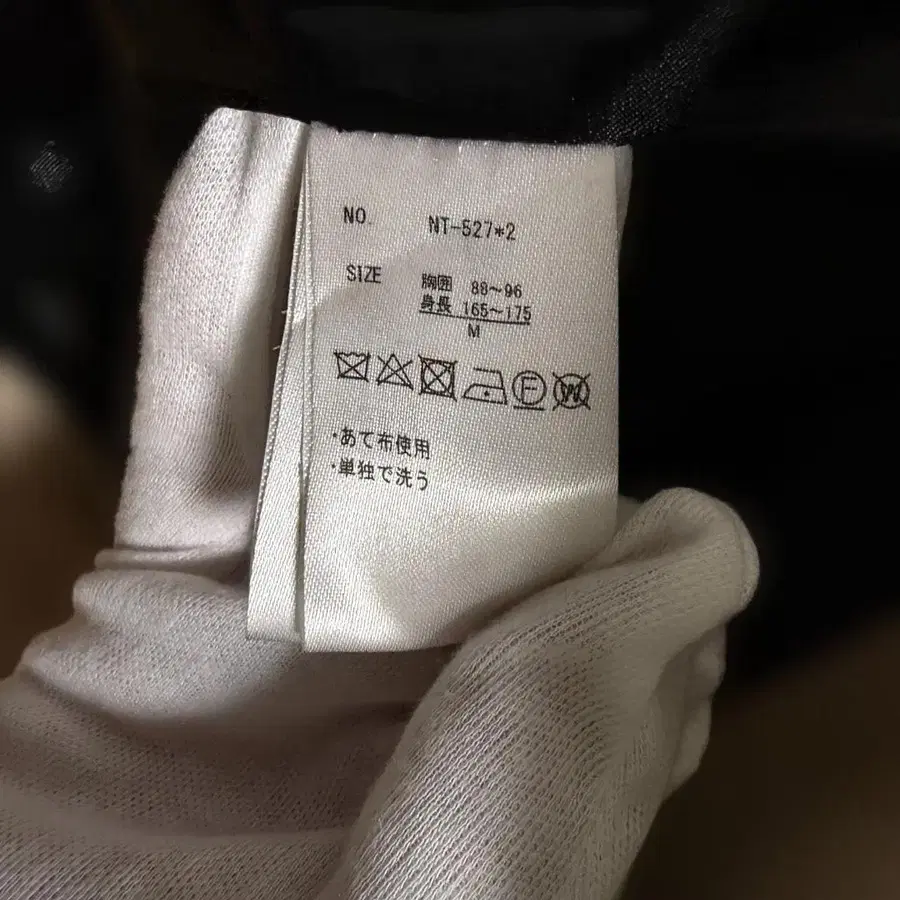 NO. NT-527*2
SIZE 胸囲 88～96
身長 165～175
M
F W
・あて布使用
・単独で洗う